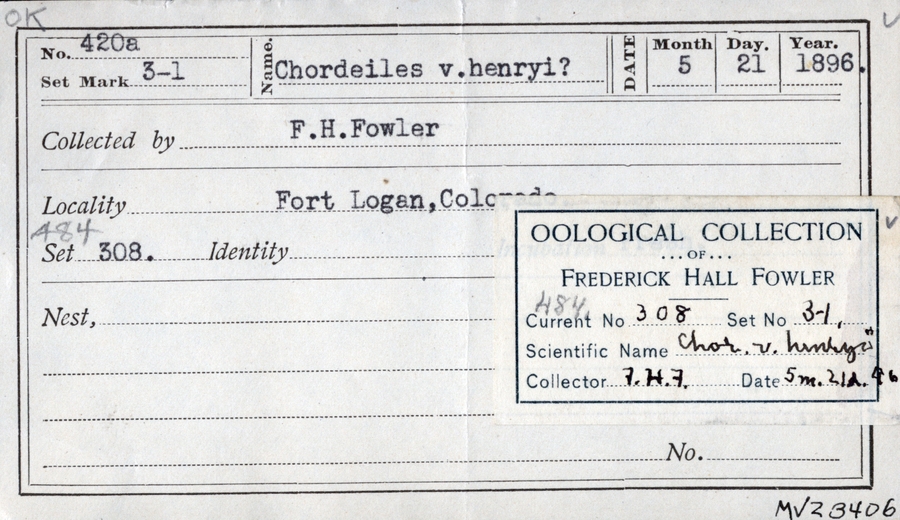 OK
No. 420a
Set Mark 3-1
Name. Chordeiles v.henryi?
DATE Month Day. Year.
5 21 1896.
Collected by F.H.Fowler
Locality Fort Logan,Colorado
484
Set 308. Identity
Nest,
No.
OOLOGICAL COLLECTION
...OF...
FREDERICK HALL FOWLER
484,
Current No 308 Set No 3-1,
Scientific Name Chor. v. henryi
Collector F.H.F. Date 5m. 21d. 96
MVZ 3406